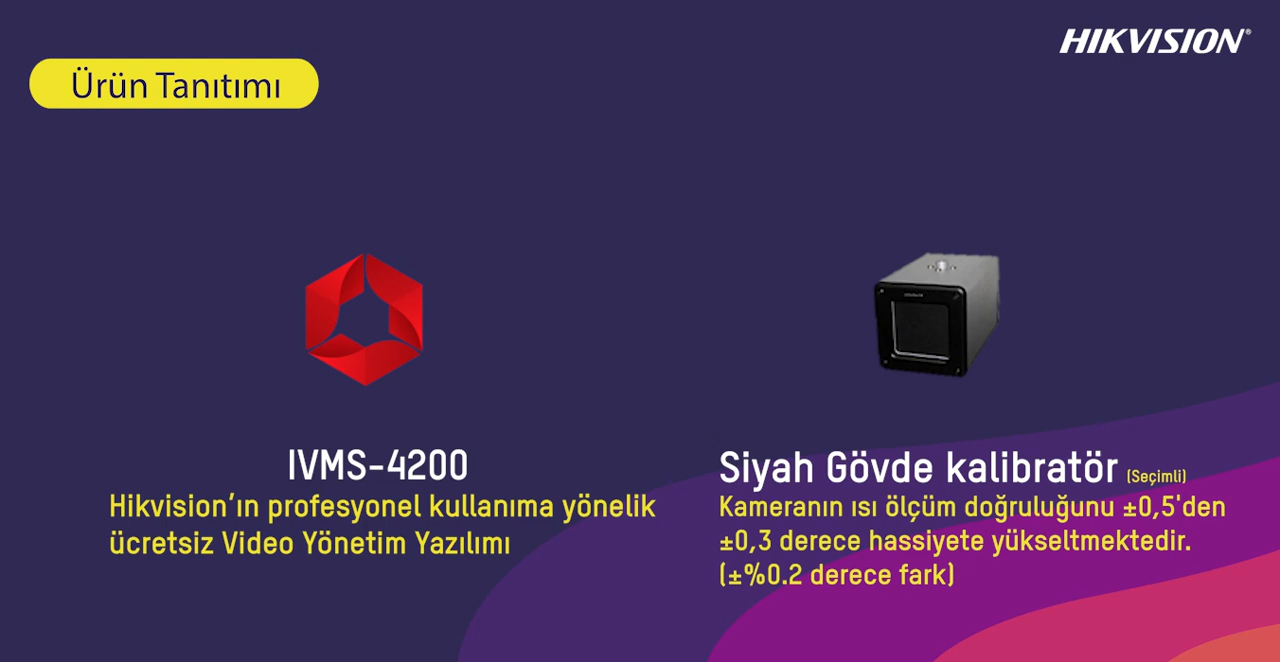 HIKVISION®
Ürün Tanıtımı
IVMS-4200
Hikvision’ın profesyonel kullanıma yönelik
ücretsiz Video Yönetim Yazılımı
Siyah Gövde kalibratör (Seçimli)
Kameranın ısı ölçüm doğruluğunu ±0,5'den
±0,3 derece hassiyete yükseltmektedir.
(±%0.2 derece fark)